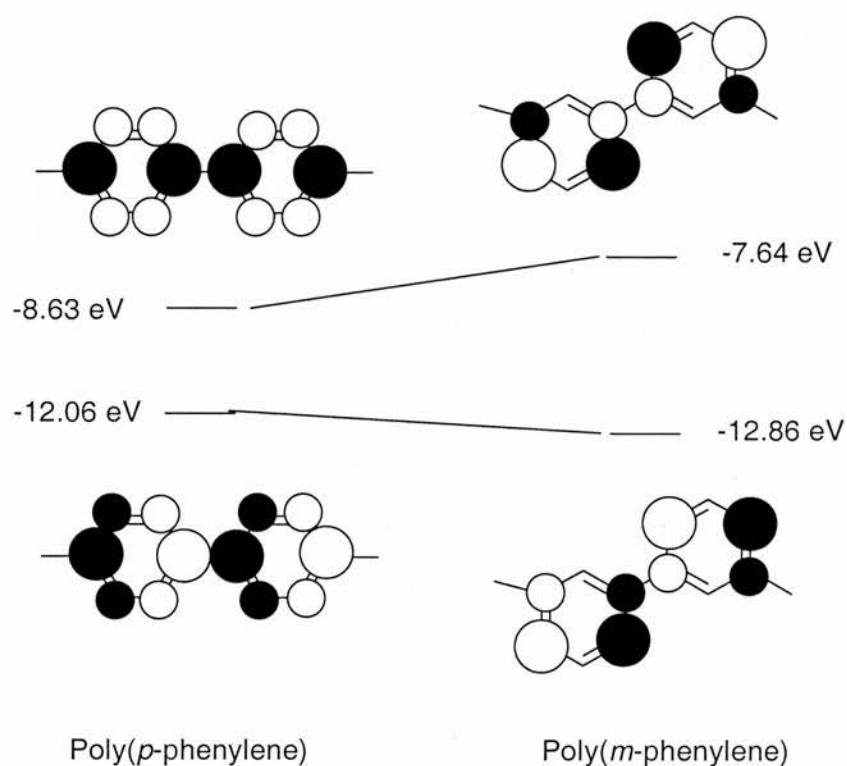 -7.64 eV
-8.63 eV
-12.06 eV
-12.86 eV
Poly(p-phenylene)
Poly(m-phenylene)